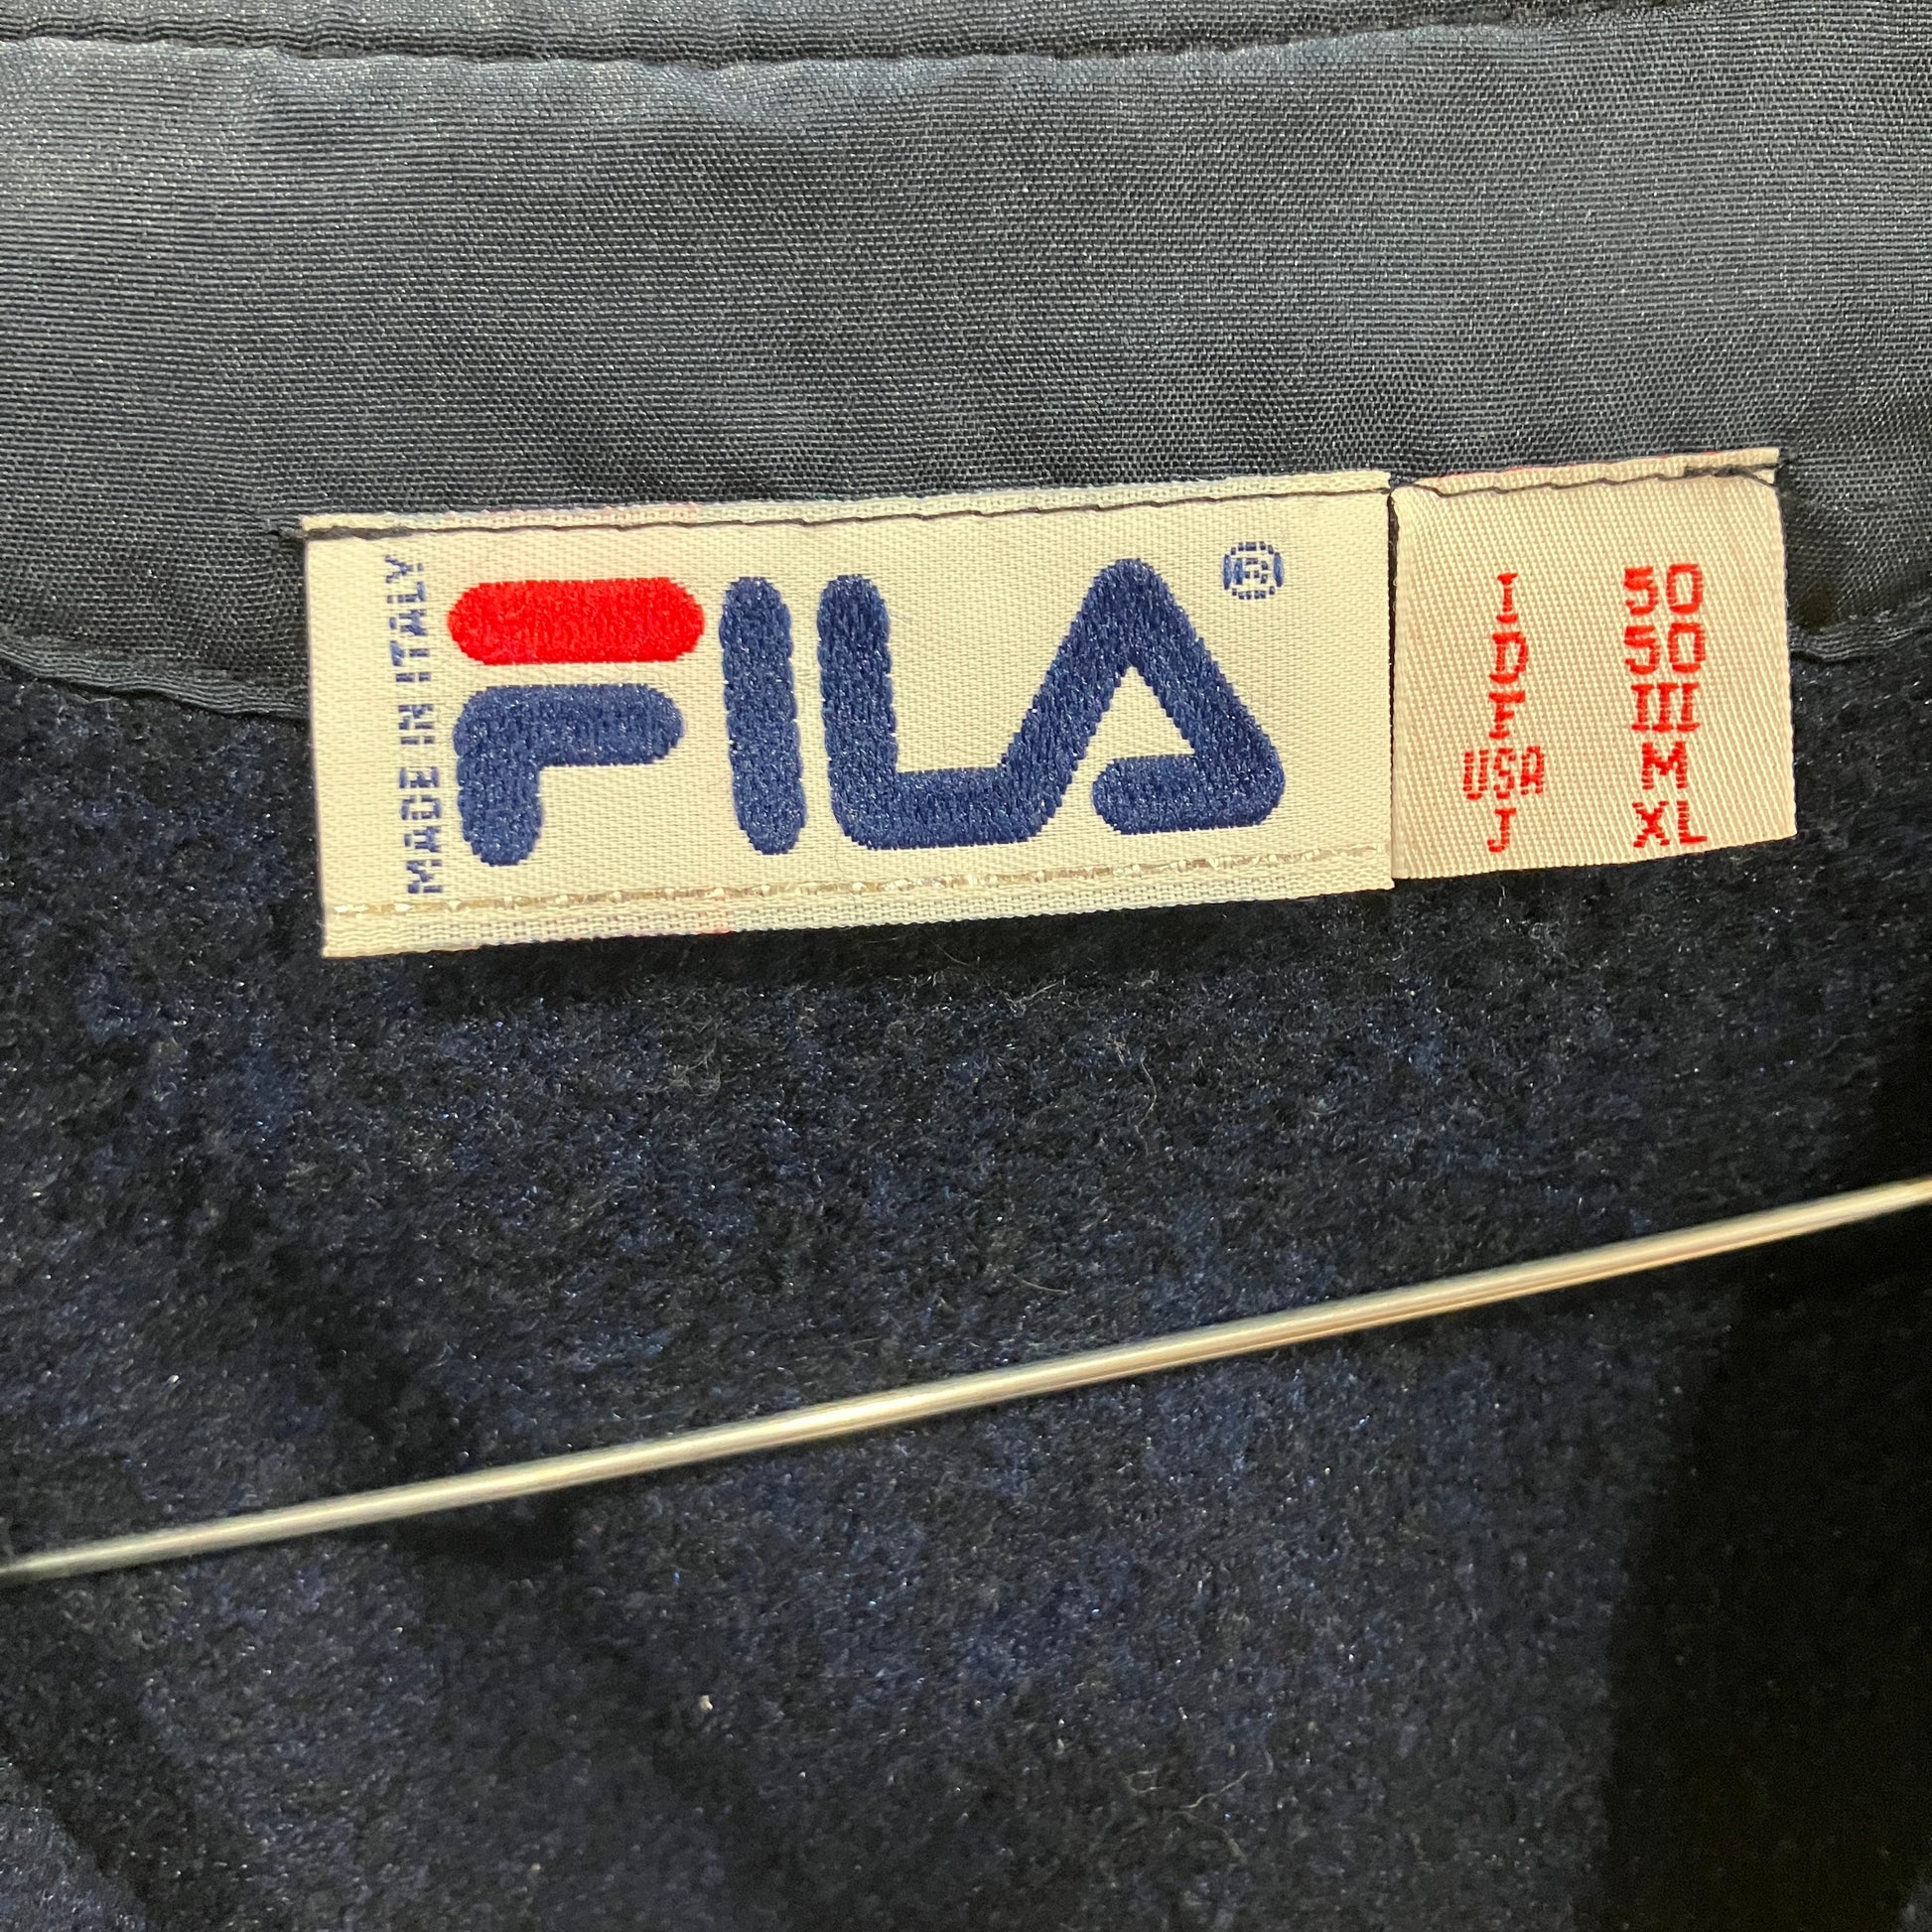 MADE IN ITALY
FILA®
I 50
D 50
F III
USA M
J XL